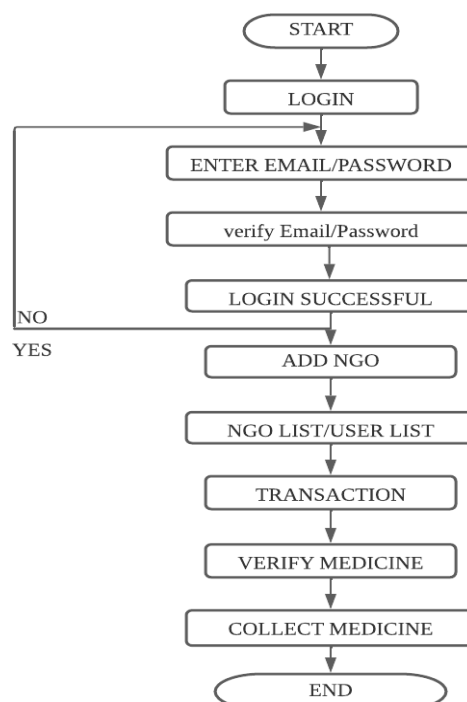 START
LOGIN
ENTER EMAIL/PASSWORD
verify Email/Password
LOGIN SUCCESSFUL
NO
YES
ADD NGO
NGO LIST/USER LIST
TRANSACTION
VERIFY MEDICINE
COLLECT MEDICINE
END